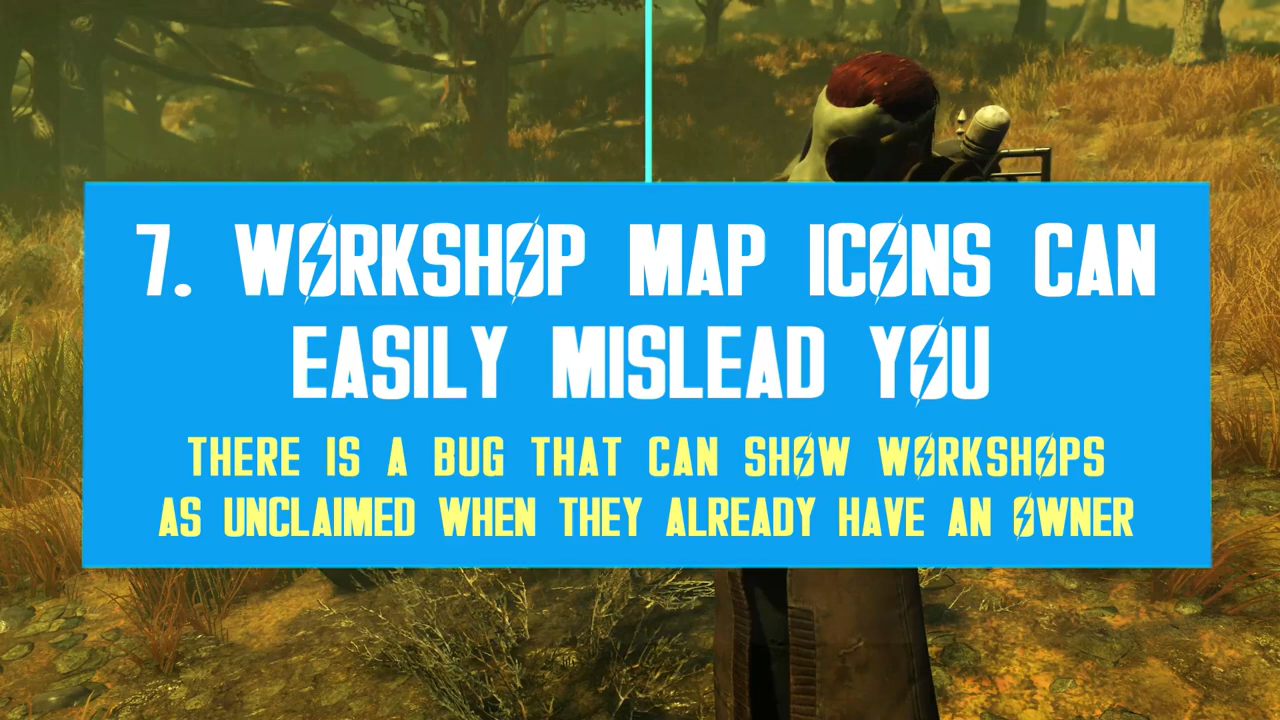 7. WORKSHOP MAP ICONS CAN
EASILY MISLEAD YOU
THERE IS A BUG THAT CAN SHOW WORKSHOPS
AS UNCLAIMED WHEN THEY ALREADY HAVE AN OWNER